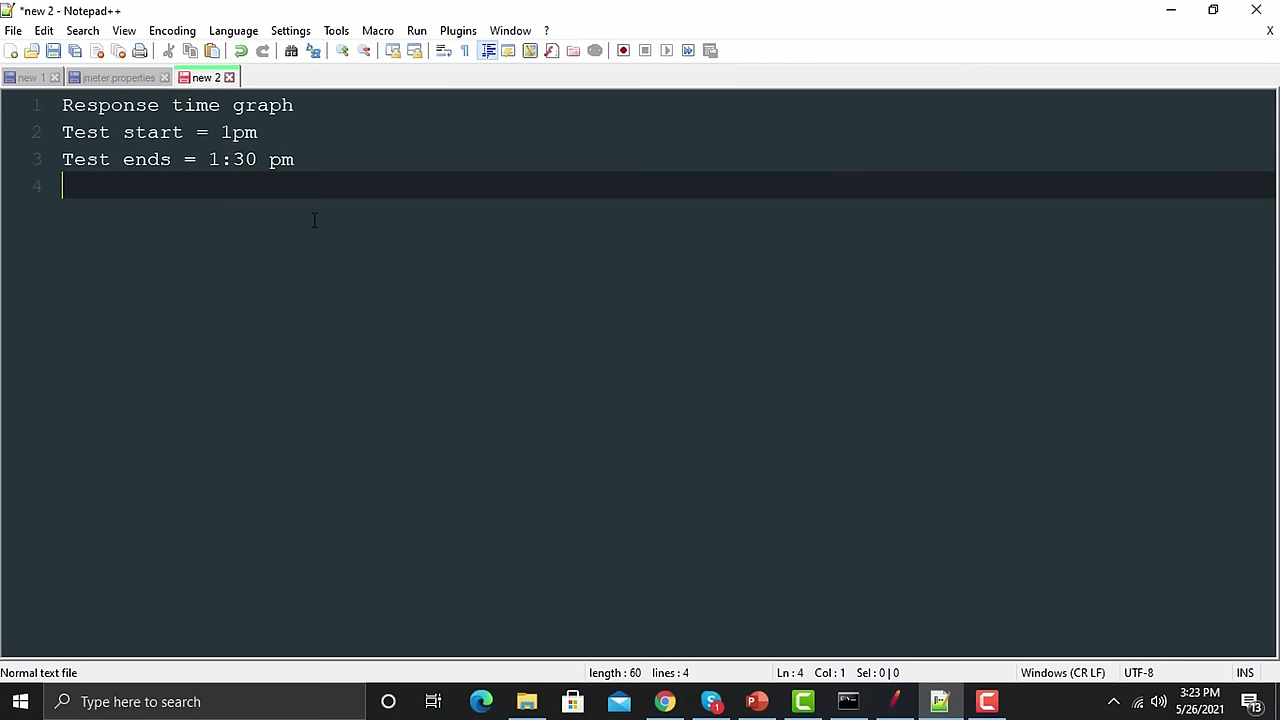 *new 2 - Notepad++
File Edit Search View Encoding Language Settings Tools Macro Run Plugins Window ? X
new 1 jmeter.properties new 2
1 Response time graph
2 Test start = 1pm
3 Test ends = 1:30 pm
4
Normal text file length : 60 lines : 4 Ln : 4 Col : 1 Sel : 0 | 0 Windows (CR LF) UTF-8 INS
Type here to search
1
3:23 PM
5/26/2021
13